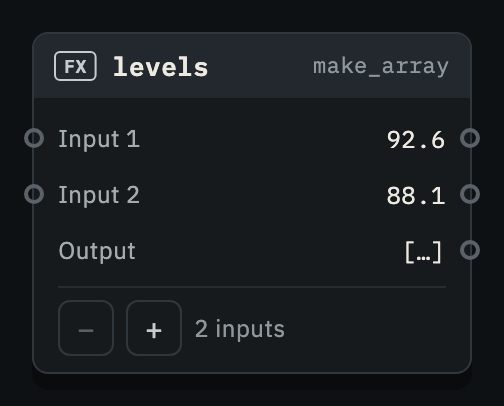 FX levels make_array
Input 1 92.6
Input 2 88.1
Output […]
− + 2 inputs